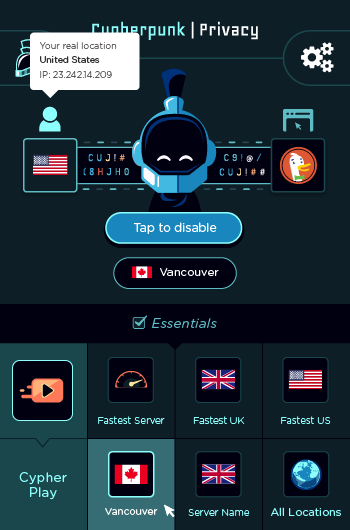 Cypherpunk | Privacy
Your real location
United States
IP: 23.242.14.209
CUJ!#
C9!@/
(8HJHO
CUJ!##
Tap to disable
Vancouver
Essentials
Fastest Server
Fastest UK
Fastest US
Cypher
Play
Vancouver
Server Name
All Locations